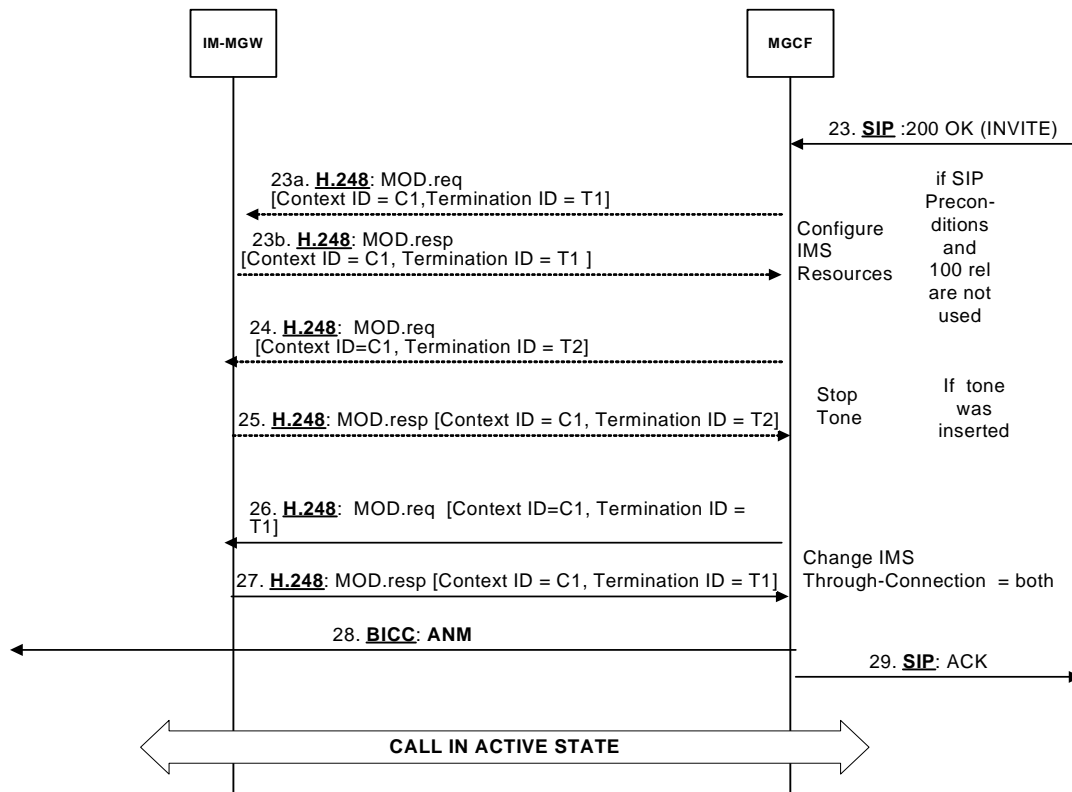 IM-MGW
MGCF
23. SIP :200 OK (INVITE)
23a. H.248: MOD.req
[Context ID = C1,Termination ID = T1]
if SIP
Precon-
ditions
and
100 rel
are not
used
Configure
IMS
Resources
23b. H.248: MOD.resp
[Context ID = C1, Termination ID = T1 ]
24. H.248: MOD.req
[Context ID=C1, Termination ID = T2]
Stop
Tone
If tone
was
inserted
25. H.248: MOD.resp [Context ID = C1, Termination ID = T2]
26. H.248: MOD.req [Context ID=C1, Termination ID =
T1]
Change IMS
Through-Connection = both
27. H.248: MOD.resp [Context ID = C1, Termination ID = T1]
28. BICC: ANM
29. SIP: ACK
CALL IN ACTIVE STATE